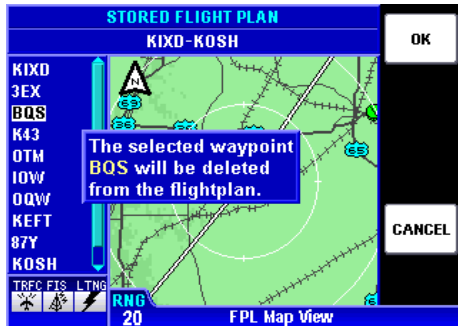 STORED FLIGHT PLAN
KIXD-KOSH
OK
KIXD
3EX
BQS
K43
OTM
IOW
OQW
KEFT
87Y
KOSH
The selected waypoint
BQS will be deleted
from the flightplan.
N
65
CANCEL
TRFC FIS LTNG
RNG
20
FPL Map View